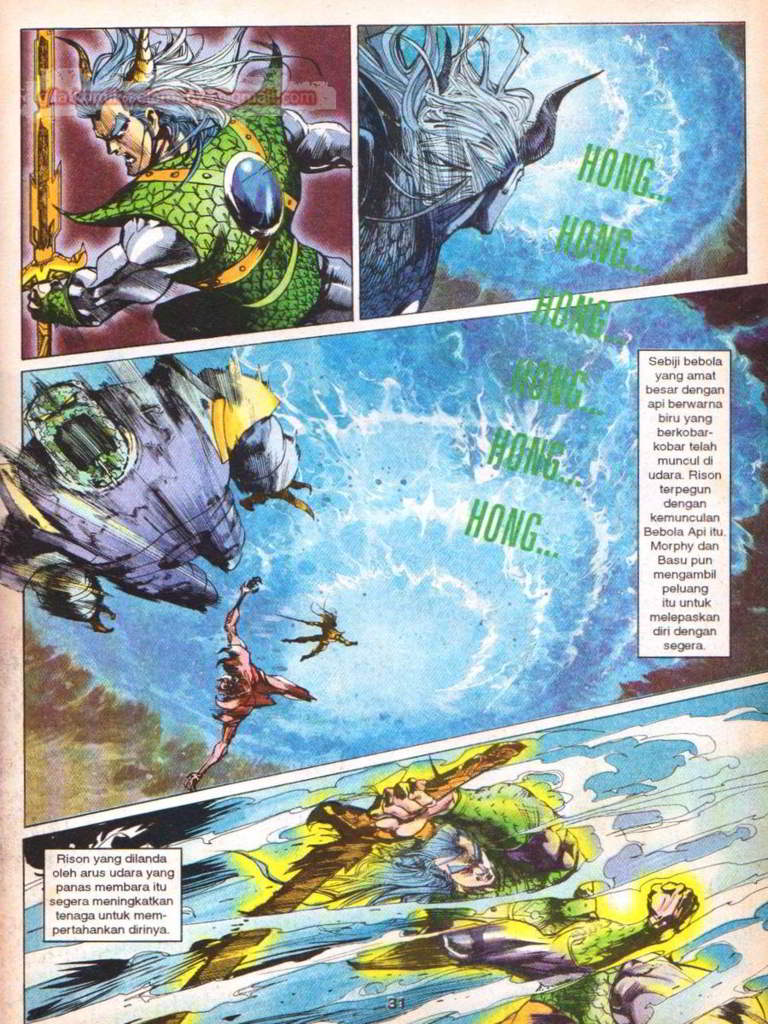 HONG...
HONG...
HONG...
HONG...
HONG...
HONG...
Sebiji bebola
yang amat
besar dengan
api berwarna
biru yang
berkobar-
kobar telah
muncul di
udara. Rison
terpegun
dengan
kemunculan
Bebola Api itu.
Morphy dan
Basu pun
mengambil
peluang
itu untuk
melepaskan
diri dengan
segera.
Rison yang dilanda
oleh arus udara yang
panas membara itu
segera meningkatkan
tenaga untuk mem-
pertahankan dirinya.
31